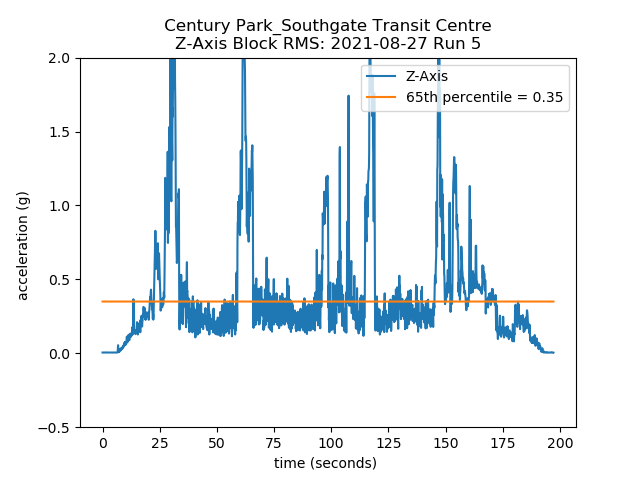 Century Park_Southgate Transit Centre
Z-Axis Block RMS: 2021-08-27 Run 5
Z-Axis
65th percentile = 0.35
2.0
1.5
1.0
0.5
0.0
−0.5
acceleration (g)
0 25 50 75 100 125 150 175 200
time (seconds)